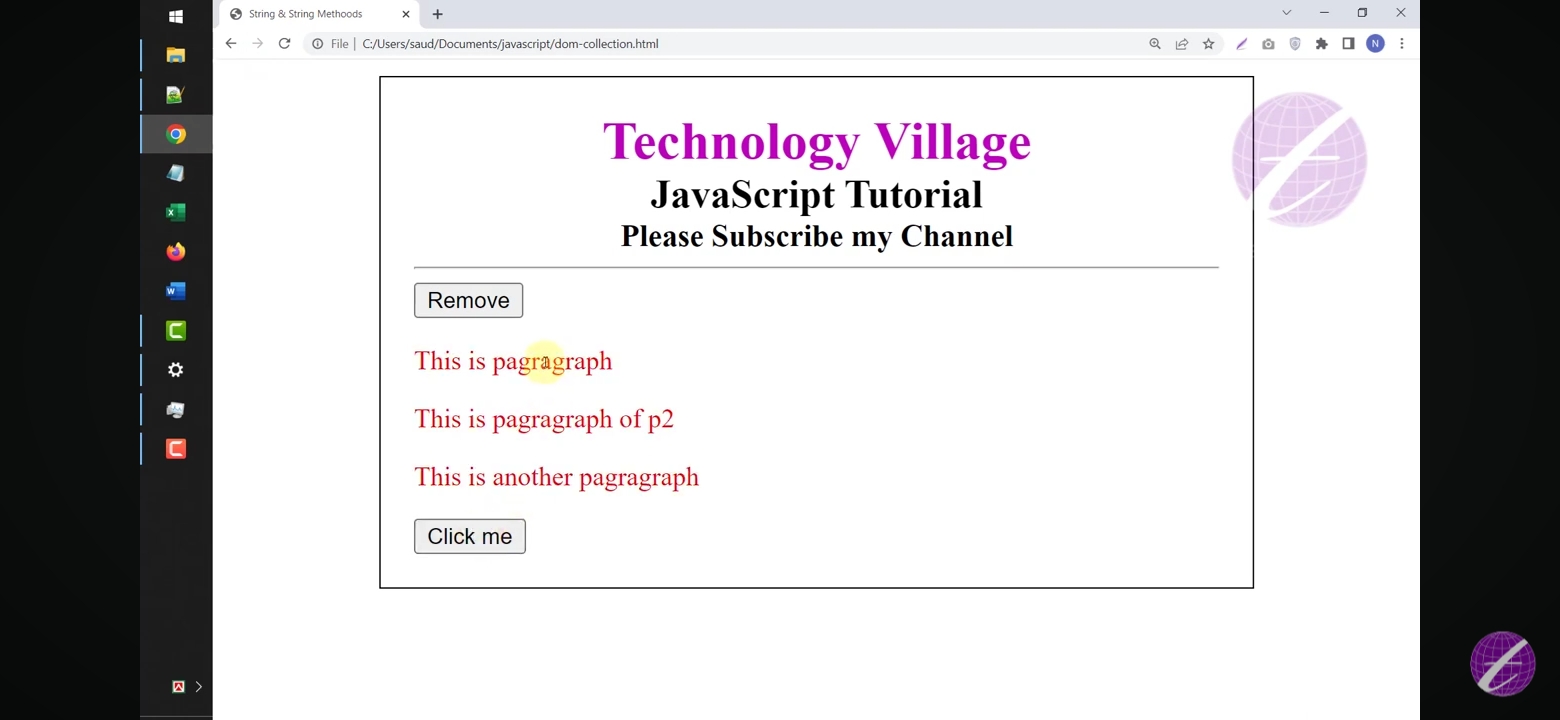 String & String Methoods
File
C:/Users/saud/Documents/javascript/dom-collection.html
N
Technology Village
JavaScript Tutorial
Please Subscribe my Channel
Remove
This is pagragraph
This is pagragraph of p2
This is another pagragraph
Click me